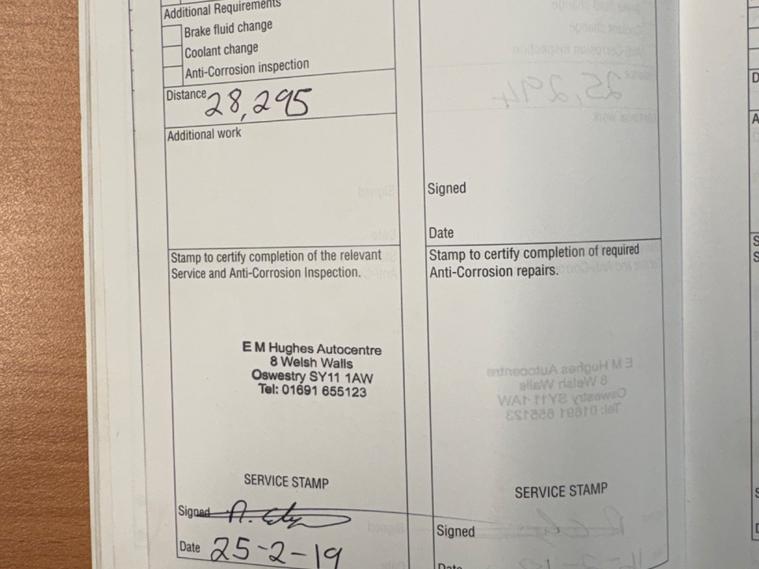 Additional Requirements
Brake fluid change
Coolant change
Anti-Corrosion inspection
Distance 28,295
Additional work
Stamp to certify completion of the relevant
Service and Anti-Corrosion Inspection.
E M Hughes Autocentre
8 Welsh Walls
Oswestry SY11 1AW
Tel: 01691 655123
SERVICE STAMP
Signed
Date 25-2-19
Signed
Date
Stamp to certify completion of required
Anti-Corrosion repairs.
SERVICE STAMP
Signed
Date